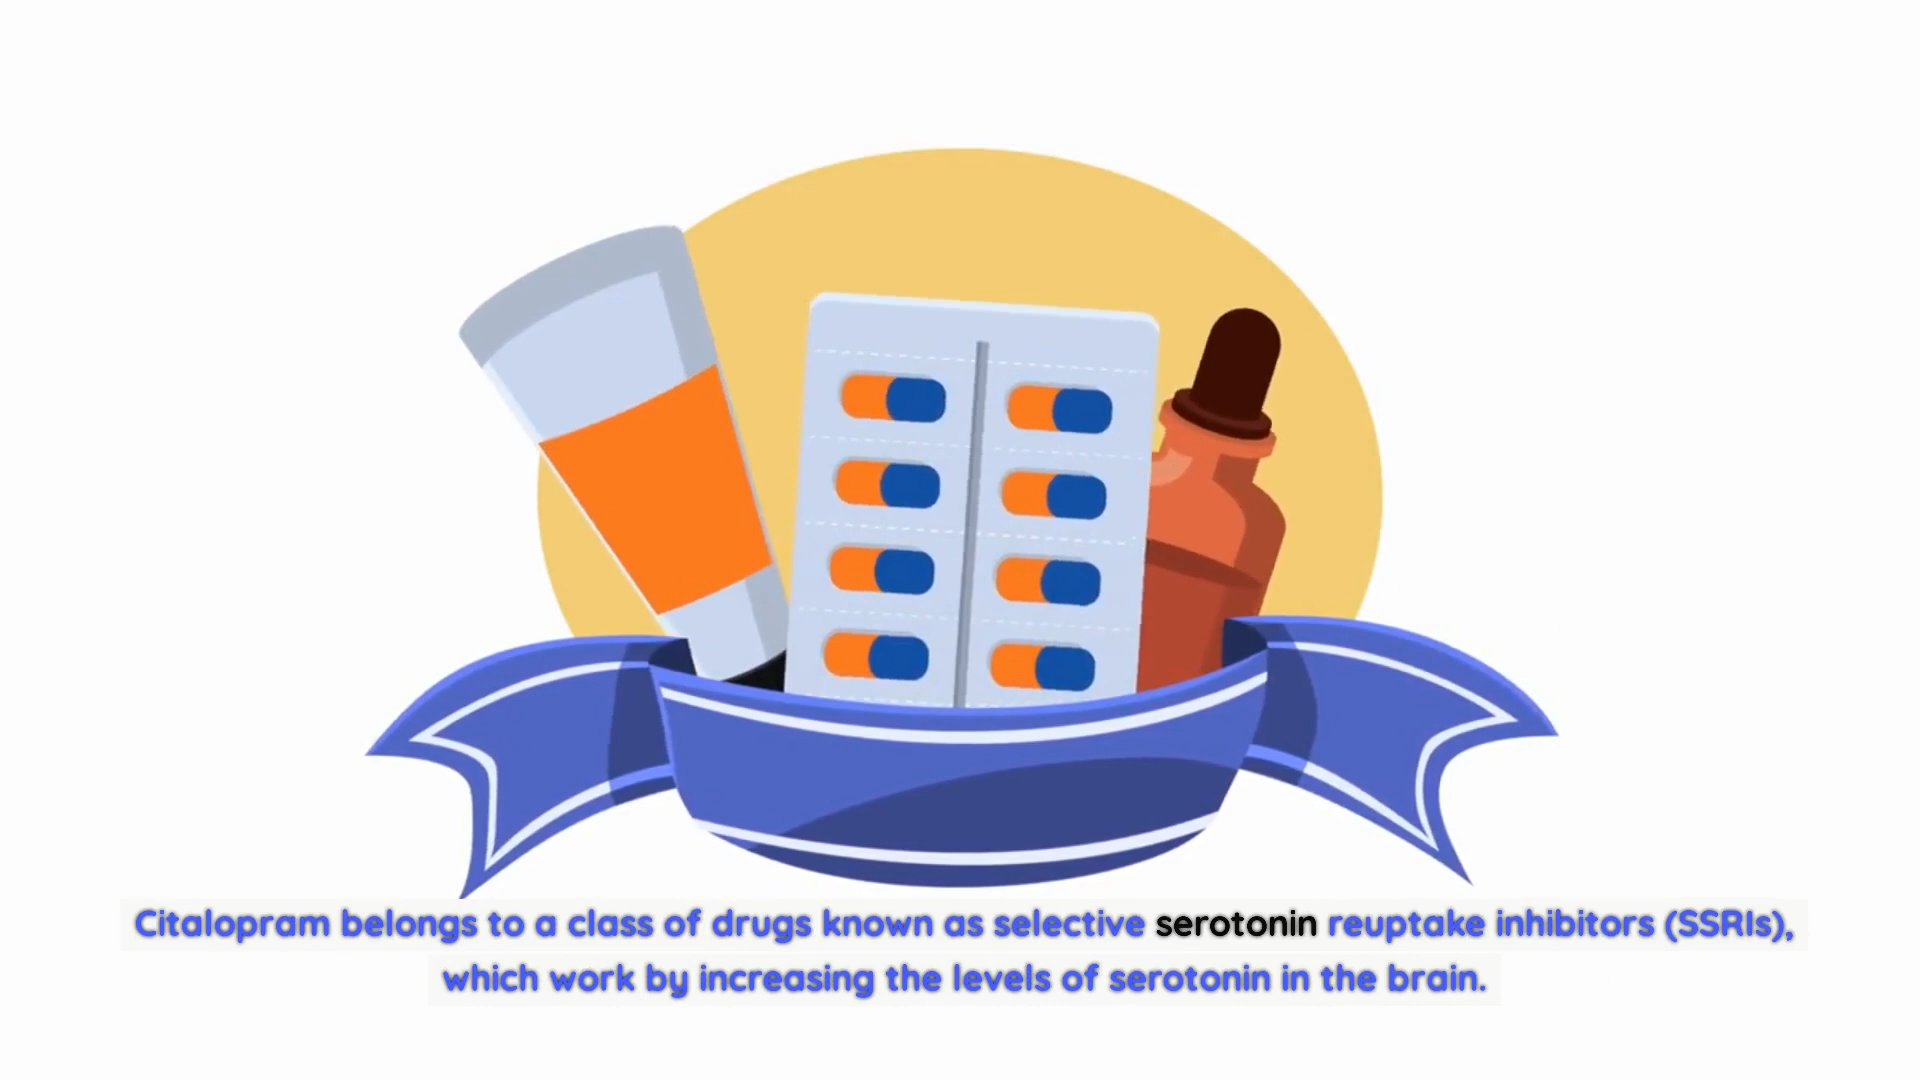 Citalopram belongs to a class of drugs known as selective serotonin reuptake inhibitors (SSRIs),
which work by increasing the levels of serotonin in the brain.